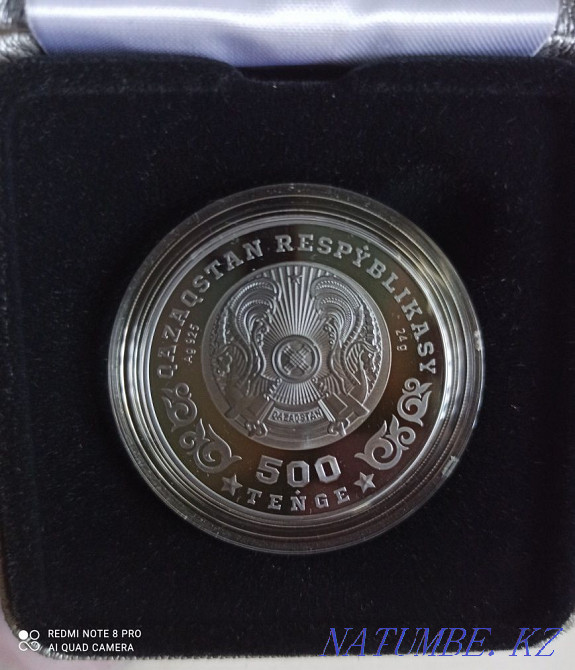 QAZAQSTAN RESPÝBLIKASY
Ag 925
24 g
QAZAQSTAN
500
TEŃGE
REDMI NOTE 8 PRO
AI QUAD CAMERA
NATUMBE. KZ